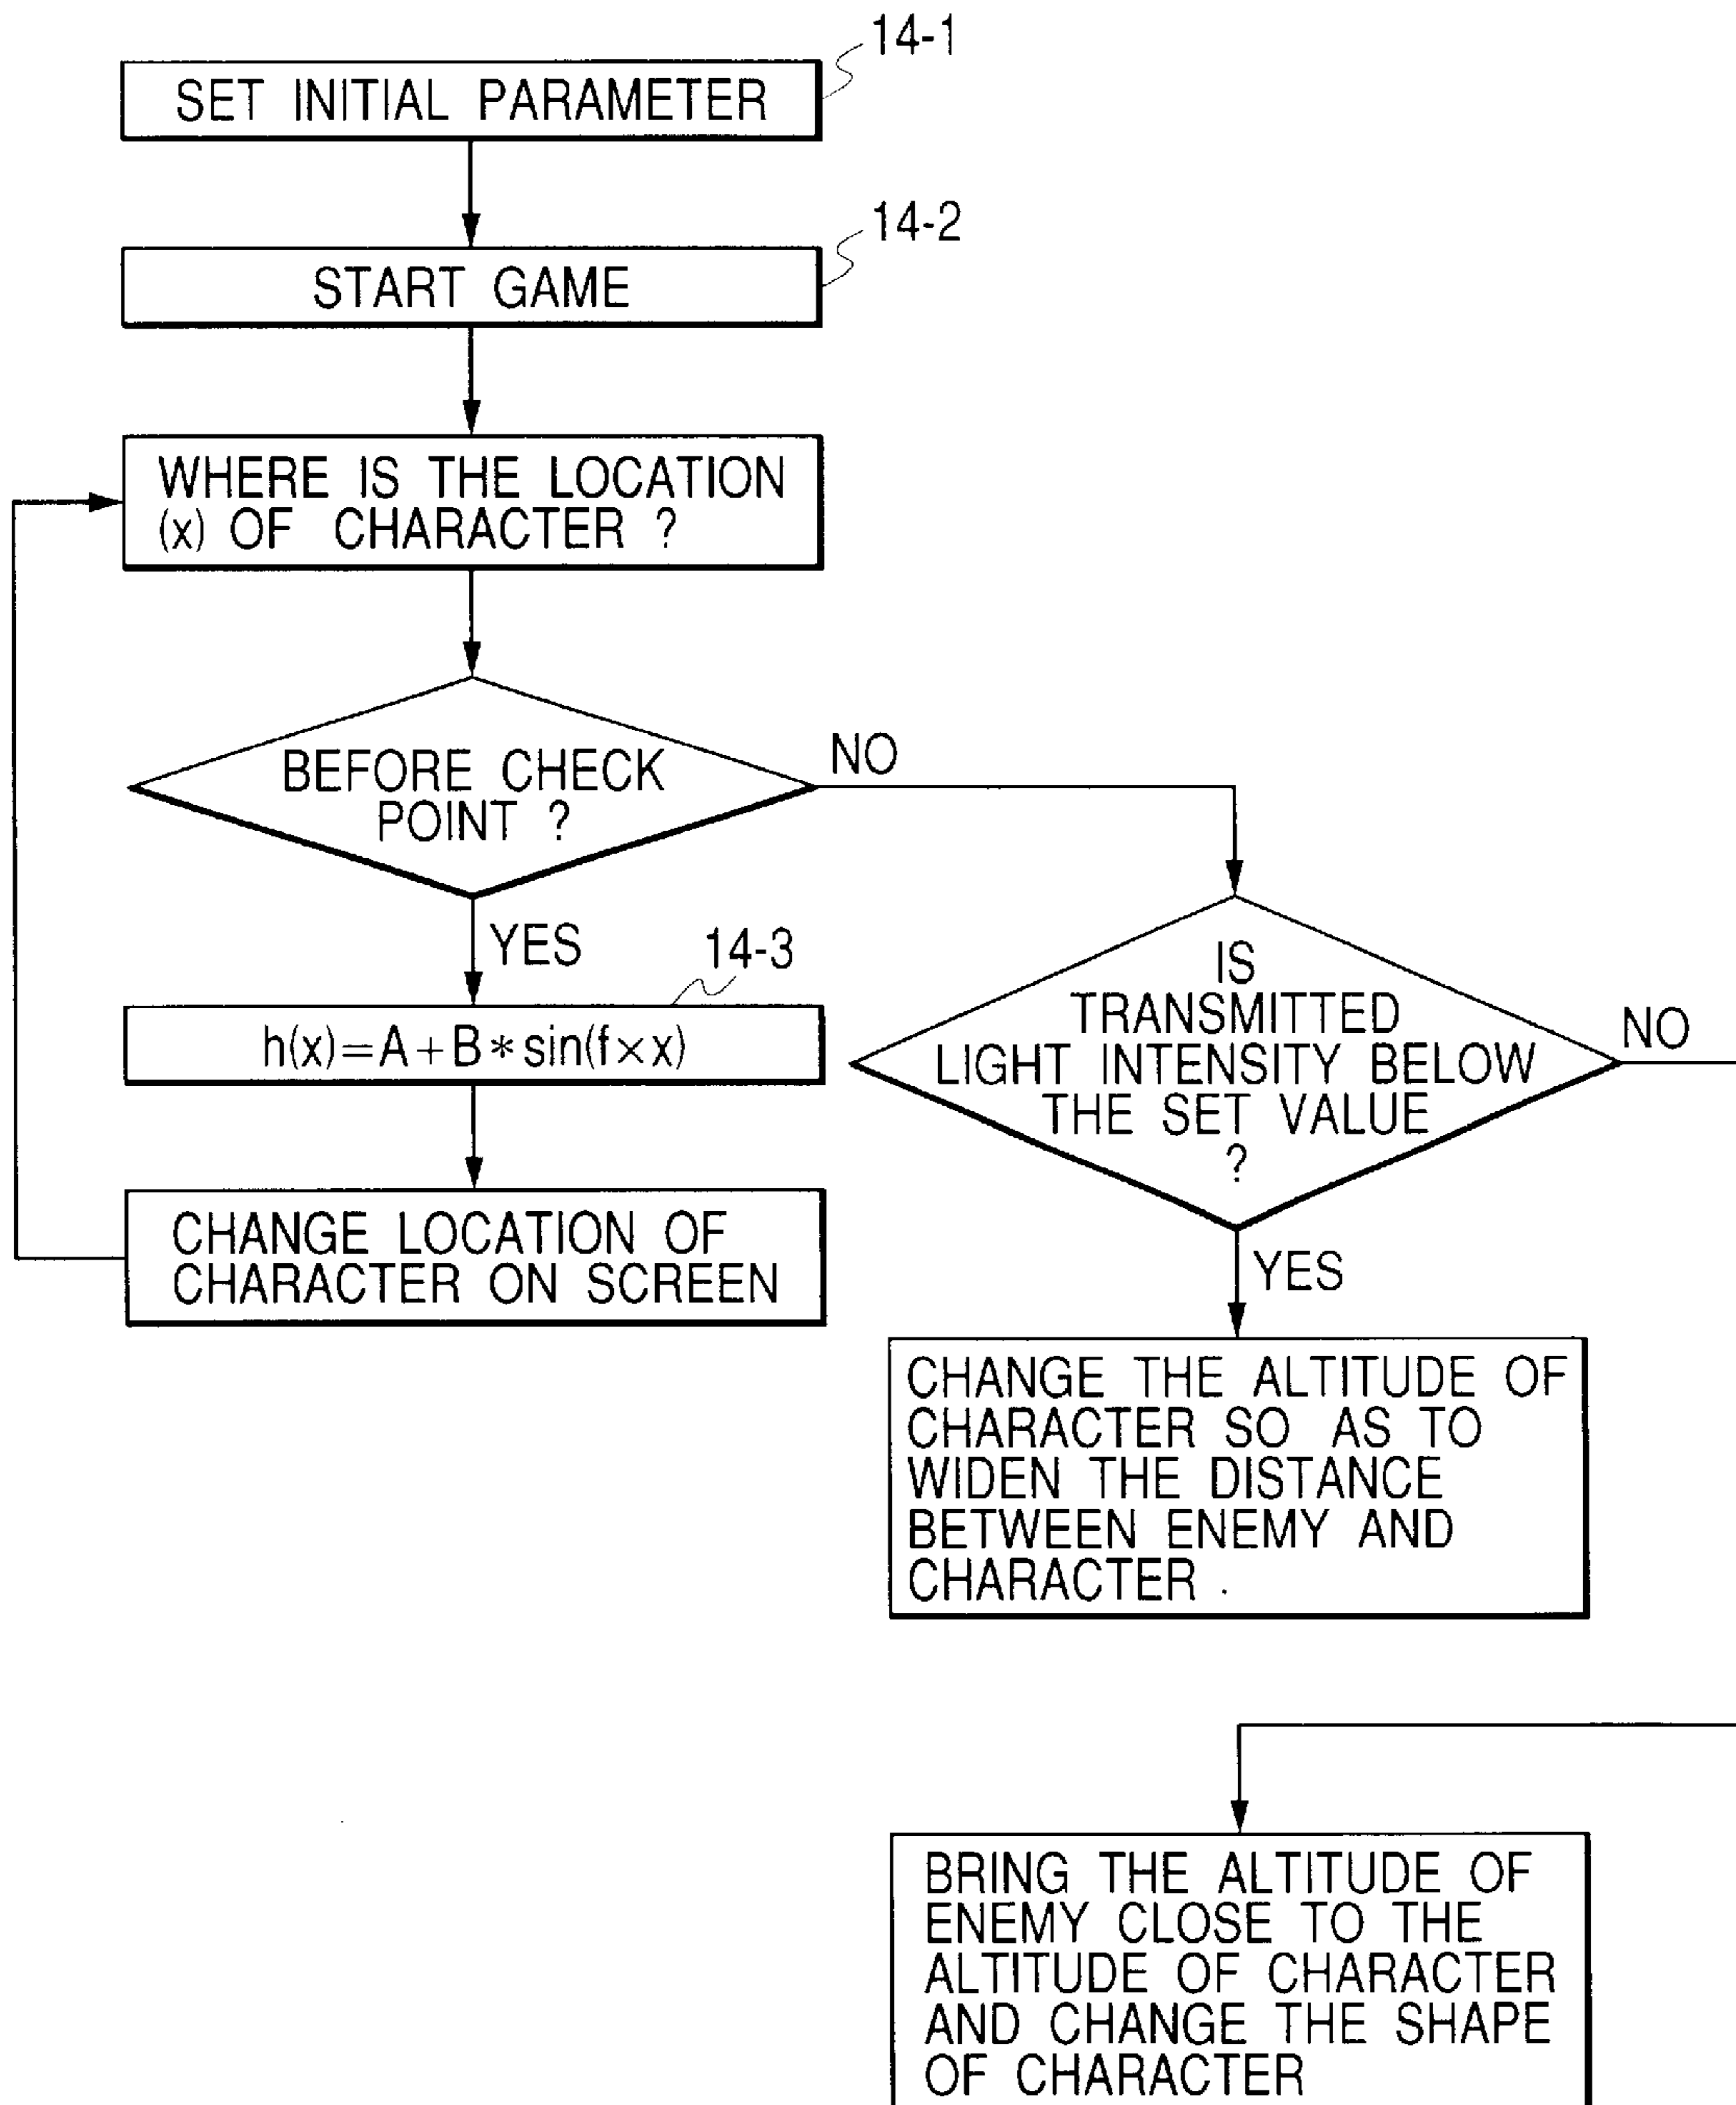 14-1
SET INITIAL PARAMETER
14-2
START GAME
WHERE IS THE LOCATION
(x) OF CHARACTER ?
BEFORE CHECK
POINT ?
NO
YES
14-3
h(x)=A+B*sin(f×x)
CHANGE LOCATION OF
CHARACTER ON SCREEN
IS
TRANSMITTED
LIGHT INTENSITY BELOW
THE SET VALUE
?
NO
YES
CHANGE THE ALTITUDE OF
CHARACTER SO AS TO
WIDEN THE DISTANCE
BETWEEN ENEMY AND
CHARACTER
BRING THE ALTITUDE OF
ENEMY CLOSE TO THE
ALTITUDE OF CHARACTER
AND CHANGE THE SHAPE
OF CHARACTER